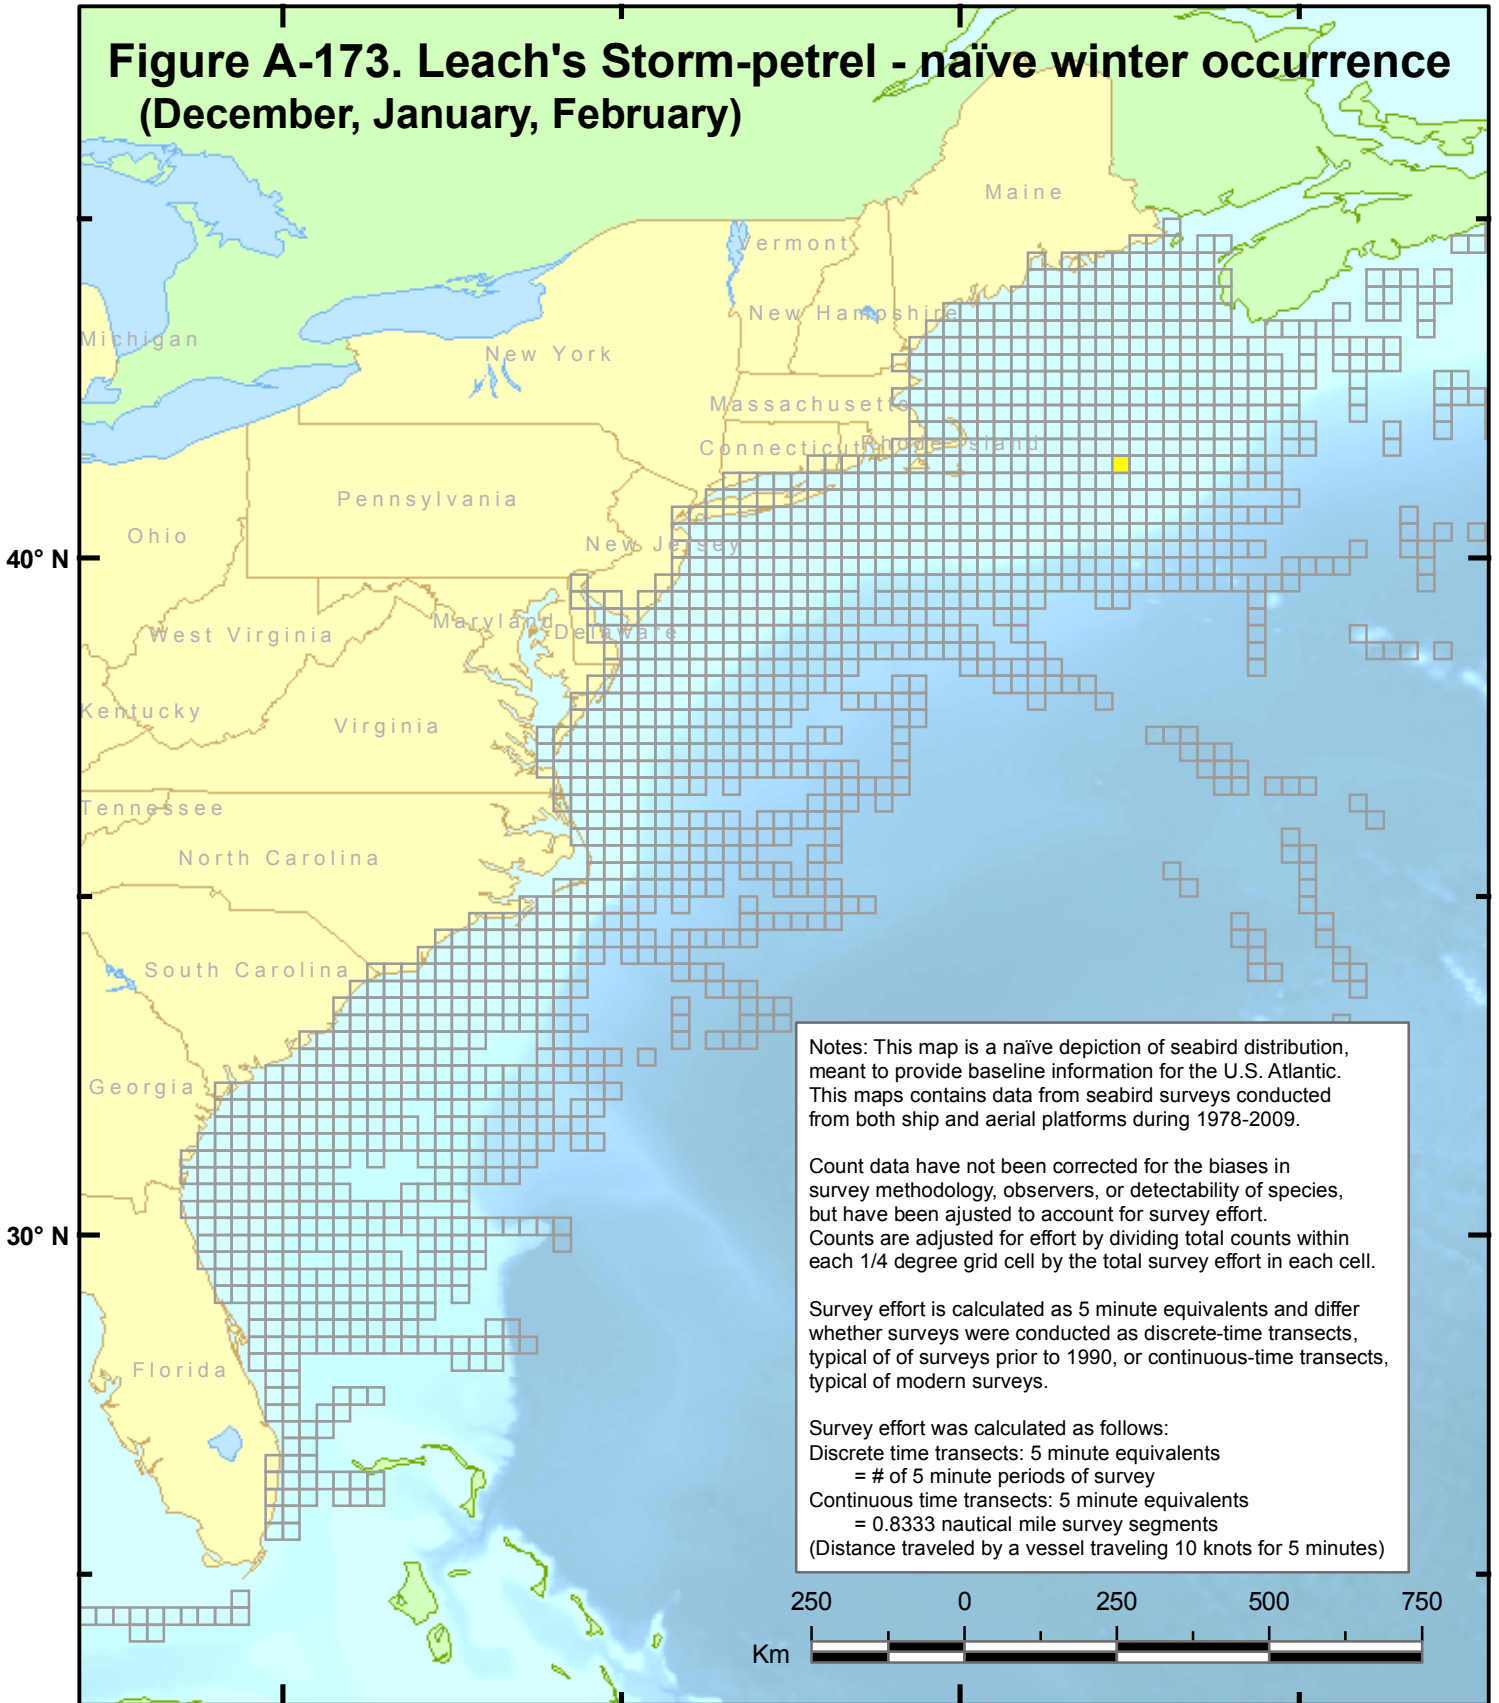 Figure A-173. Leach's Storm-petrel - naïve winter occurrence
(December, January, February)
Maine
Vermont
New Hampshire
Michigan
New York
Massachusetts
Connecticut
Rhode Island
Pennsylvania
Ohio
New Jersey
40° N
Maryland
Delaware
West Virginia
Kentucky
Virginia
Tennessee
North Carolina
South Carolina
Georgia
30° N
Florida
Notes: This map is a naïve depiction of seabird distribution,
meant to provide baseline information for the U.S. Atlantic.
This maps contains data from seabird surveys conducted
from both ship and aerial platforms during 1978-2009.
Count data have not been corrected for the biases in
survey methodology, observers, or detectability of species,
but have been ajusted to account for survey effort.
Counts are adjusted for effort by dividing total counts within
each 1/4 degree grid cell by the total survey effort in each cell.
Survey effort is calculated as 5 minute equivalents and differ
whether surveys were conducted as discrete-time transects,
typical of of surveys prior to 1990, or continuous-time transects,
typical of modern surveys.
Survey effort was calculated as follows:
Discrete time transects: 5 minute equivalents
= # of 5 minute periods of survey
Continuous time transects: 5 minute equivalents
= 0.8333 nautical mile survey segments
(Distance traveled by a vessel traveling 10 knots for 5 minutes)
250 0 250 500 750
Km